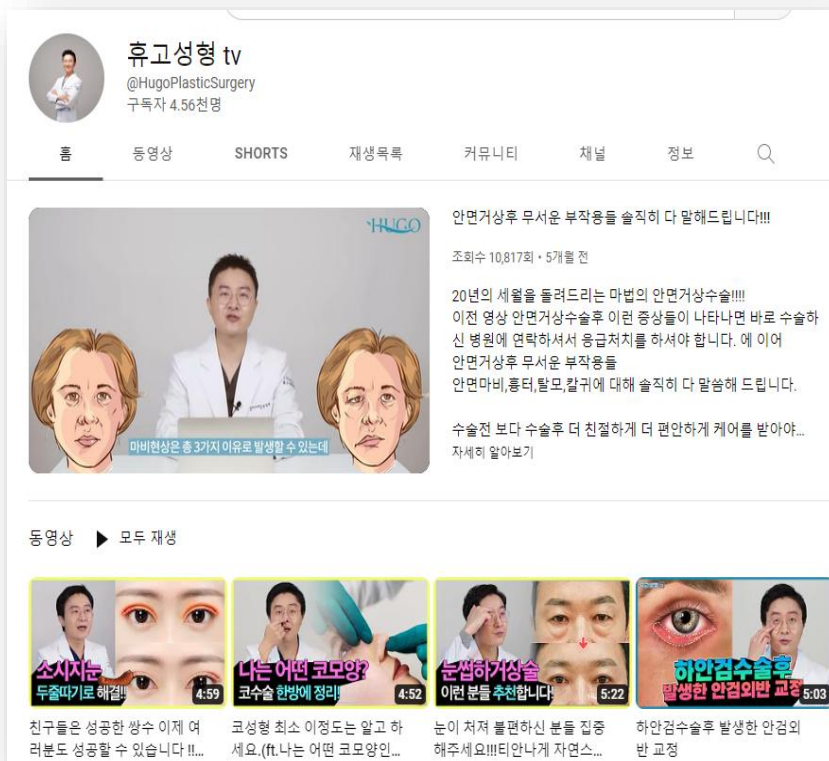 휴고성형 tv
@HugoPlasticSurgery
구독자 4.56천명
홈 동영상 SHORTS 재생목록 커뮤니티 채널 정보
HUGO
마비현상은 총 3가지 이유로 발생할 수 있는데
안면거상후 무서운 부작용들 솔직히 다 말해드립니다!!!
조회수 10,817회 • 5개월 전
20년의 세월을 돌려드리는 마법의 안면거상수술!!!!
이전 영상 안면거상수술후 이런 증상들이 나타나면 바로 수술하
신 병원에 연락하셔서 응급처치를 하셔야 합니다. 에 이어
안면거상후 무서운 부작용들
안면마비,흉터,탈모,칼귀에 대해 솔직히 다 말씀해 드립니다.
수술전 보다 수술후 더 친절하게 더 편안하게 케어를 받아야...
자세히 알아보기
동영상 ▶ 모두 재생
소시지눈
두줄따기로 해결!!
4:59
친구들은 성공한 쌍수 이제 여
러분도 성공할 수 있습니다 !!...
나는 어떤 코모양?
코수술 한방에 정리!
4:52
코성형 최소 이정도는 알고 하
세요.(ft.나는 어떤 코모양인...
눈썹하거상술
이런 분들 추천합니다!
5:22
눈이 처져 불편하신 분들 집중
해주세요!!!티안나게 자연스...
하안검수술후
발생한 안검외반 교정
5:03
하안검수술후 발생한 안검외
반 교정